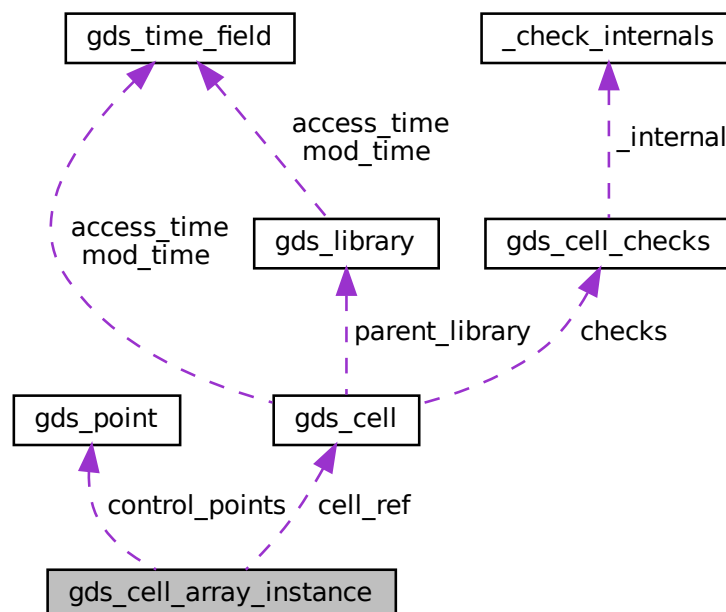 gds_time_field
_check_internals
access_time
mod_time
_internal
access_time
mod_time
gds_library
gds_cell_checks
parent_library
checks
gds_point
gds_cell
control_points
cell_ref
gds_cell_array_instance